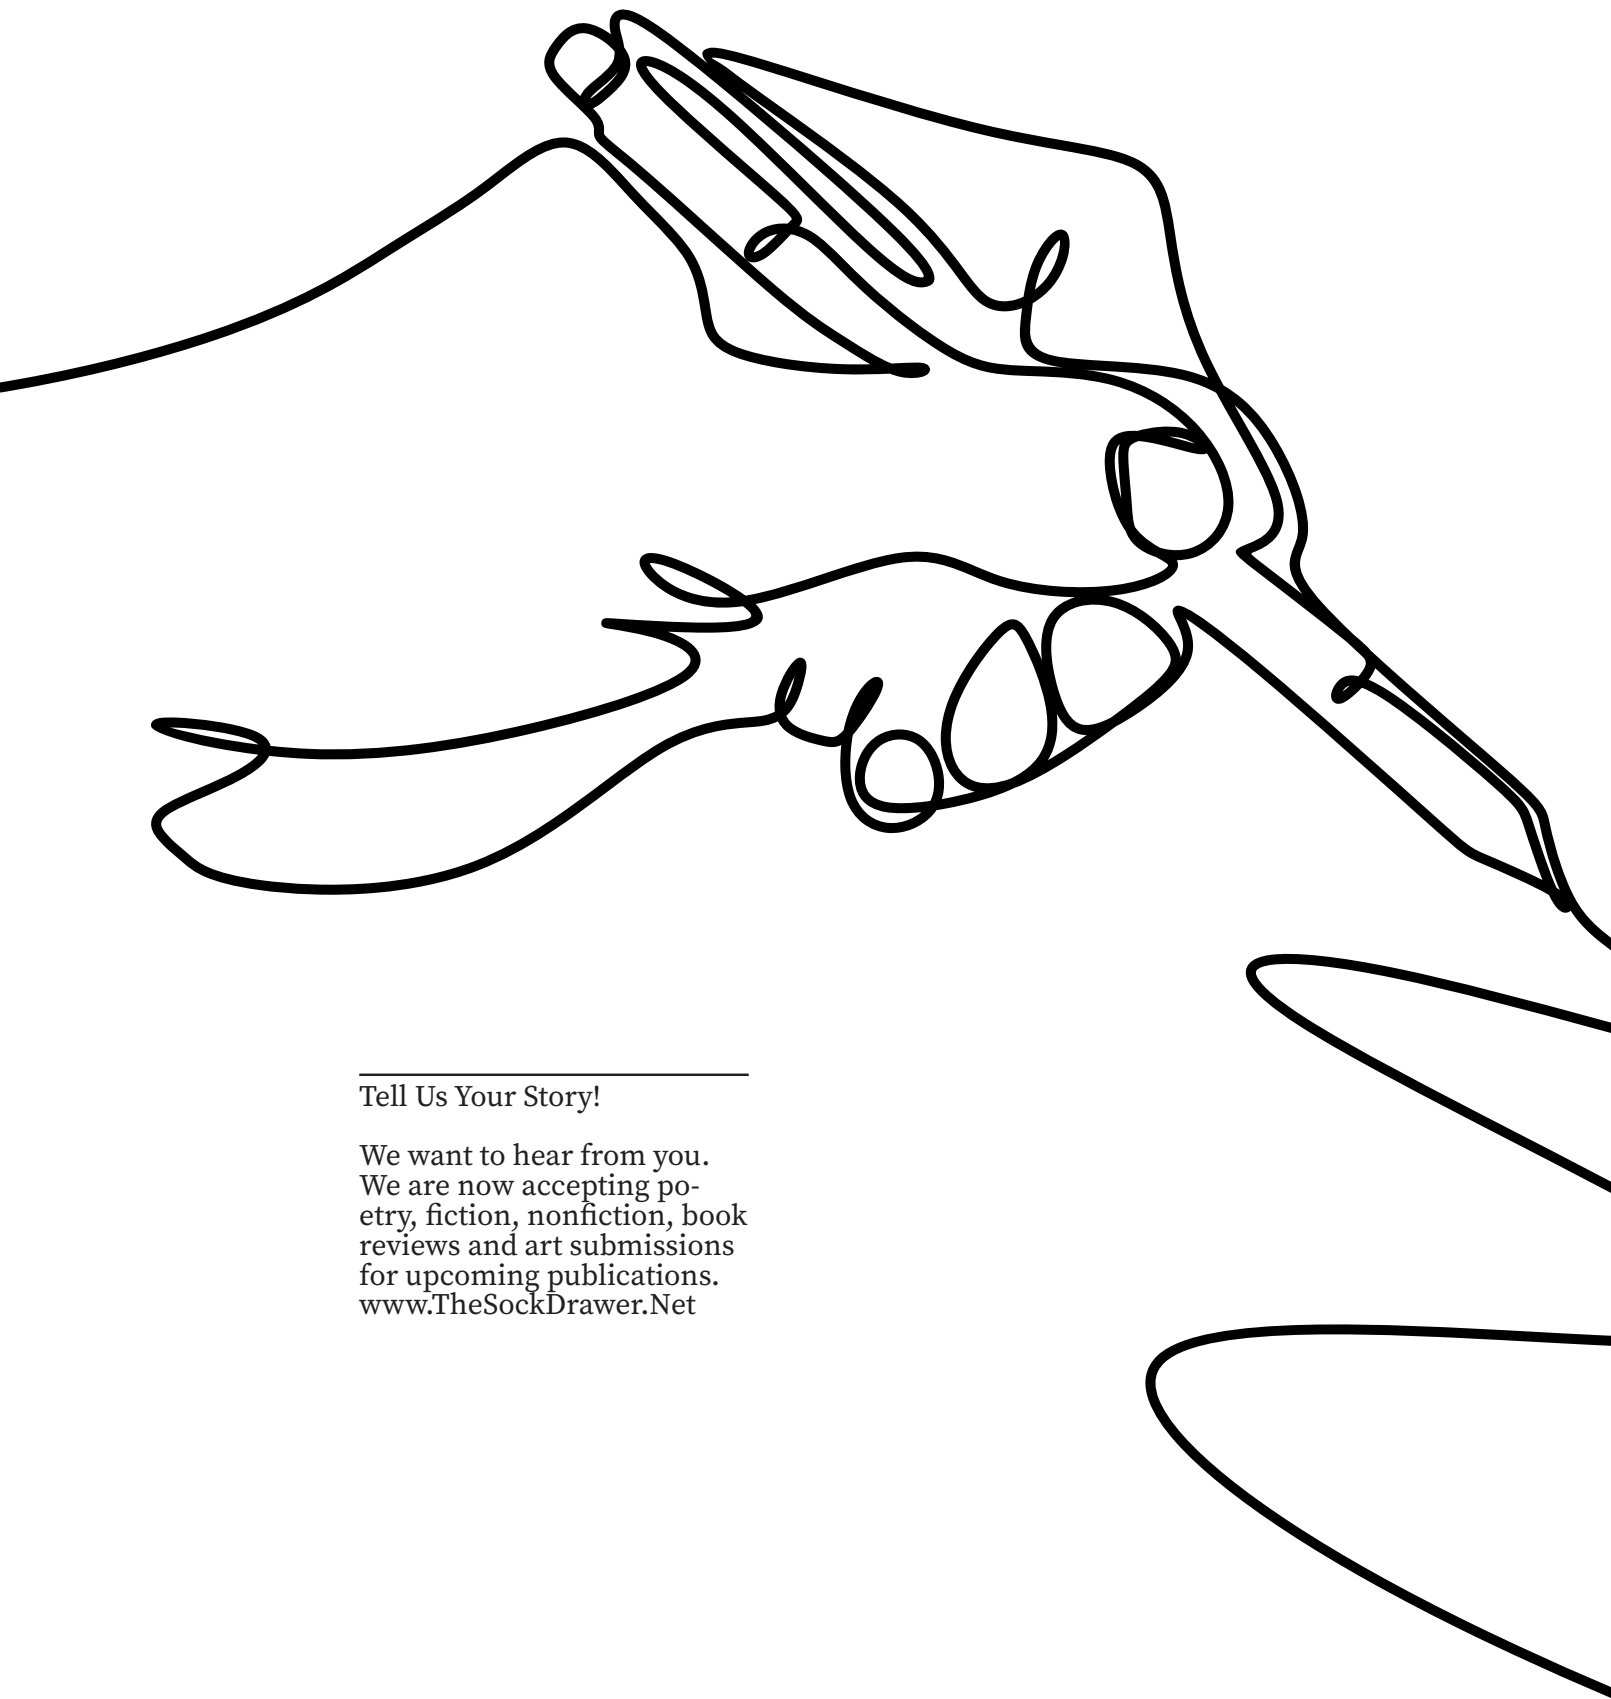 Tell Us Your Story!
We want to hear from you.
We are now accepting po-
etry, fiction, nonfiction, book
reviews and art submissions
for upcoming publications.
www.TheSockDrawer.Net